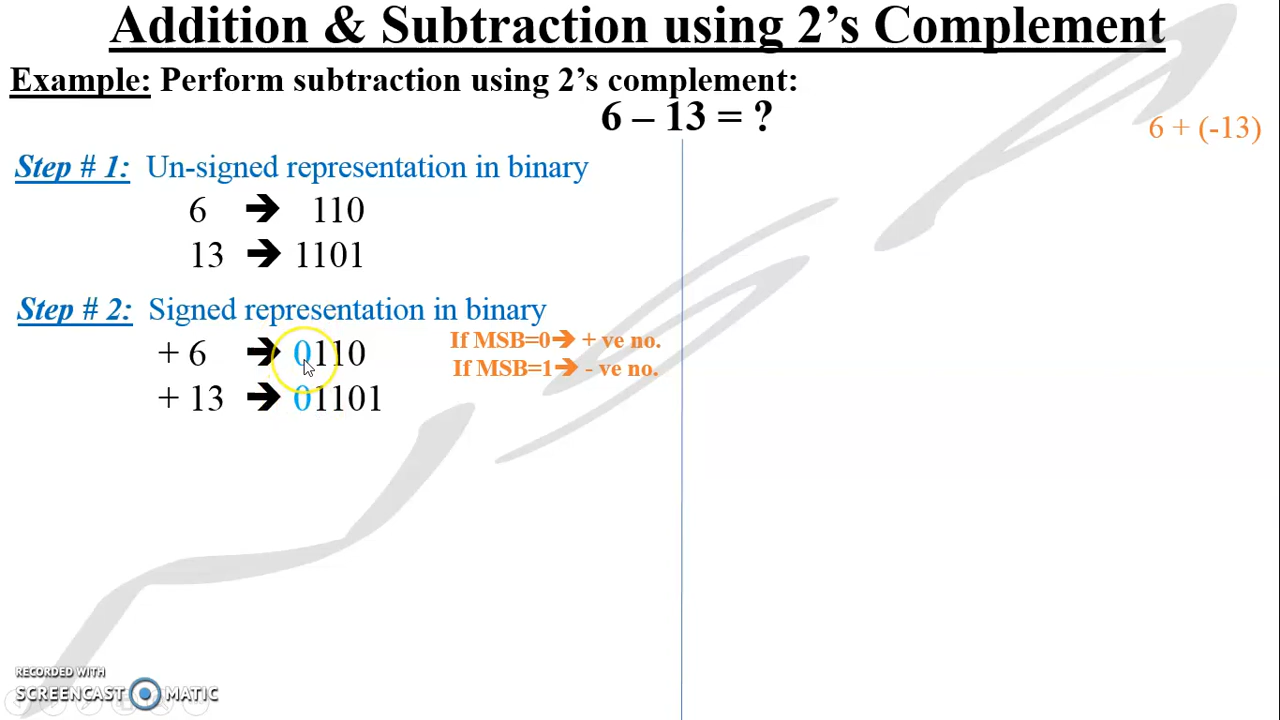 Addition & Subtraction using 2’s Complement
Example: Perform subtraction using 2’s complement:
6 – 13 = ?
6 + (-13)
Step # 1: Un-signed representation in binary
6 ➔ 110
13 ➔ 1101
Step # 2: Signed representation in binary
+ 6 ➔ 0110
+ 13 ➔ 01101
If MSB=0➔ + ve no.
If MSB=1➔ - ve no.
RECORDED WITH
SCREENCAST MATIC